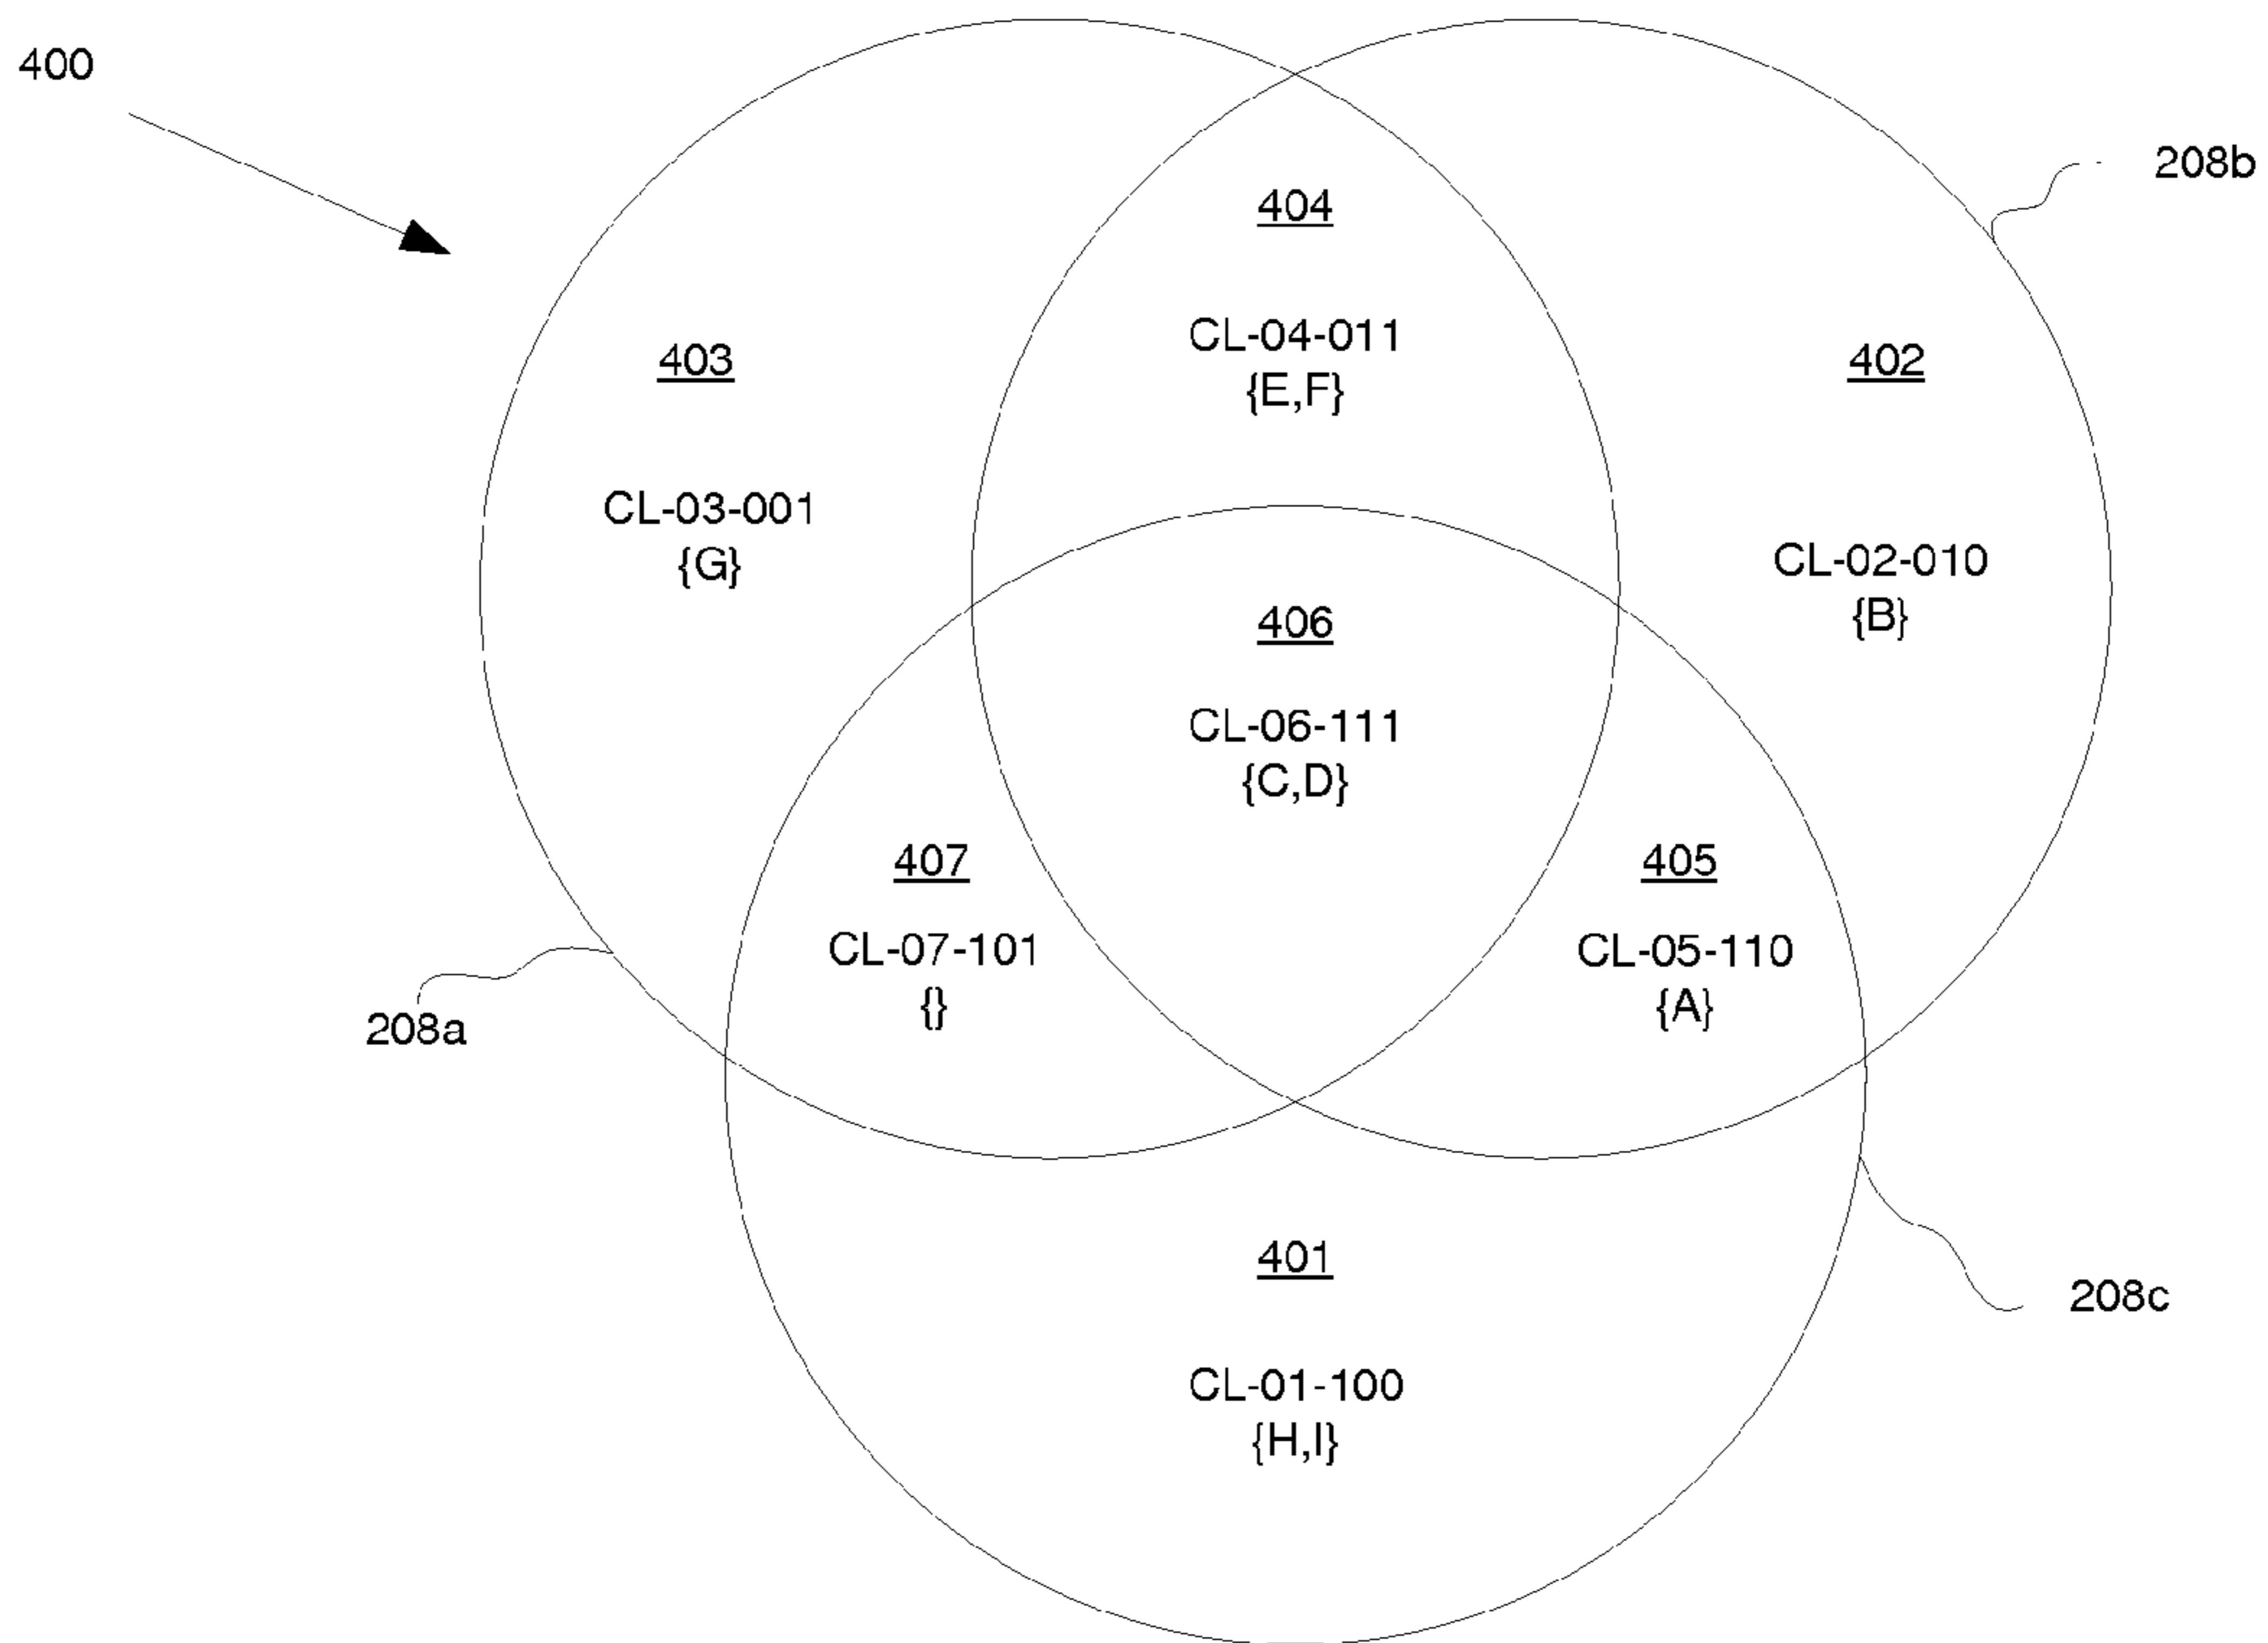 400
208b
404
CL-04-011
{E,F}
403
402
CL-03-001
{G}
CL-02-010
{B}
406
CL-06-111
{C,D}
407
405
CL-07-101
{}
CL-05-110
{A}
208a
401
208c
CL-01-100
{H,I}